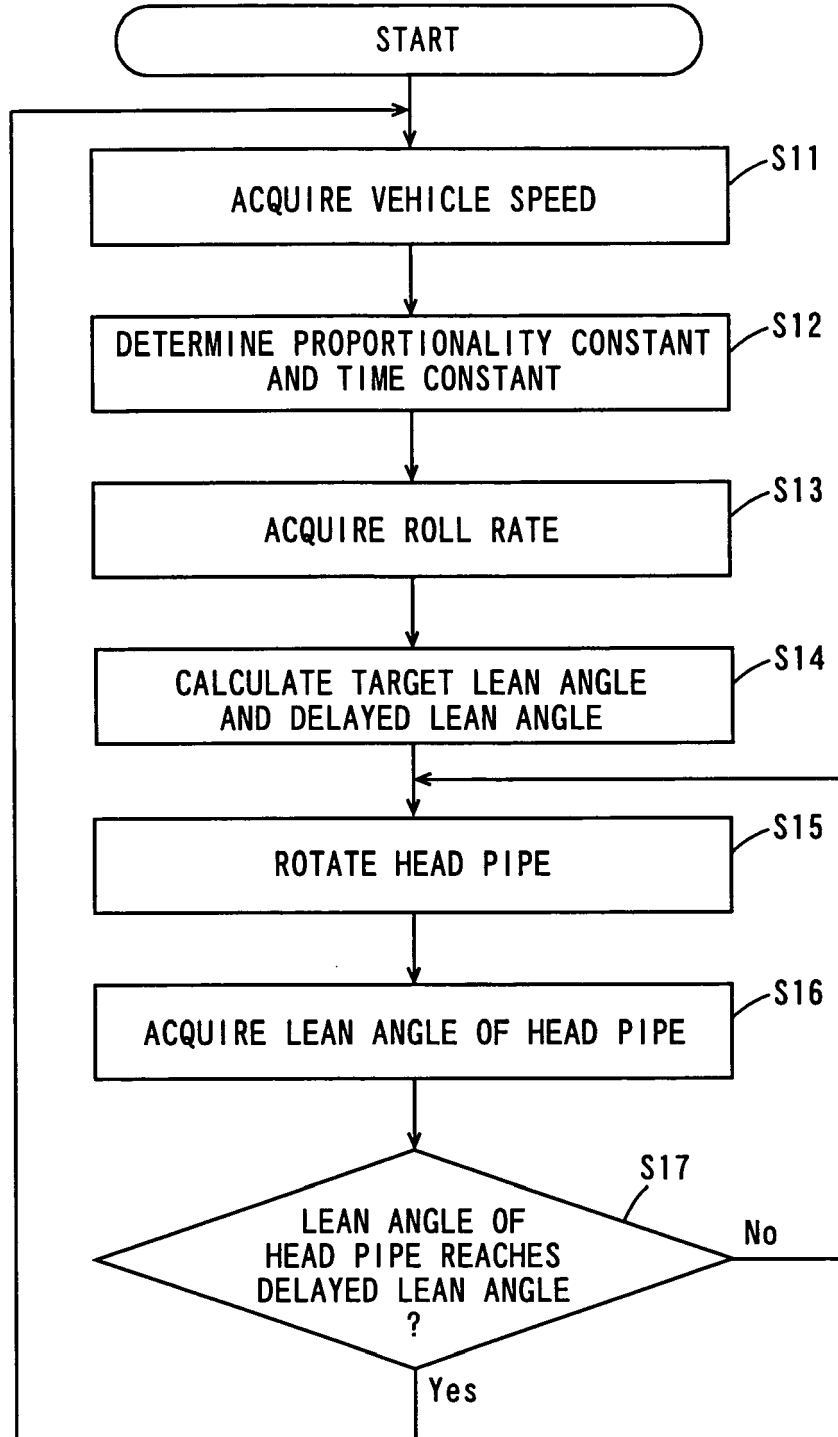 START
S11
ACQUIRE VEHICLE SPEED
S12
DETERMINE PROPORTIONALITY CONSTANT
AND TIME CONSTANT
S13
ACQUIRE ROLL RATE
S14
CALCULATE TARGET LEAN ANGLE
AND DELAYED LEAN ANGLE
S15
ROTATE HEAD PIPE
S16
ACQUIRE LEAN ANGLE OF HEAD PIPE
S17
LEAN ANGLE OF
HEAD PIPE REACHES
DELAYED LEAN ANGLE
?
No
Yes